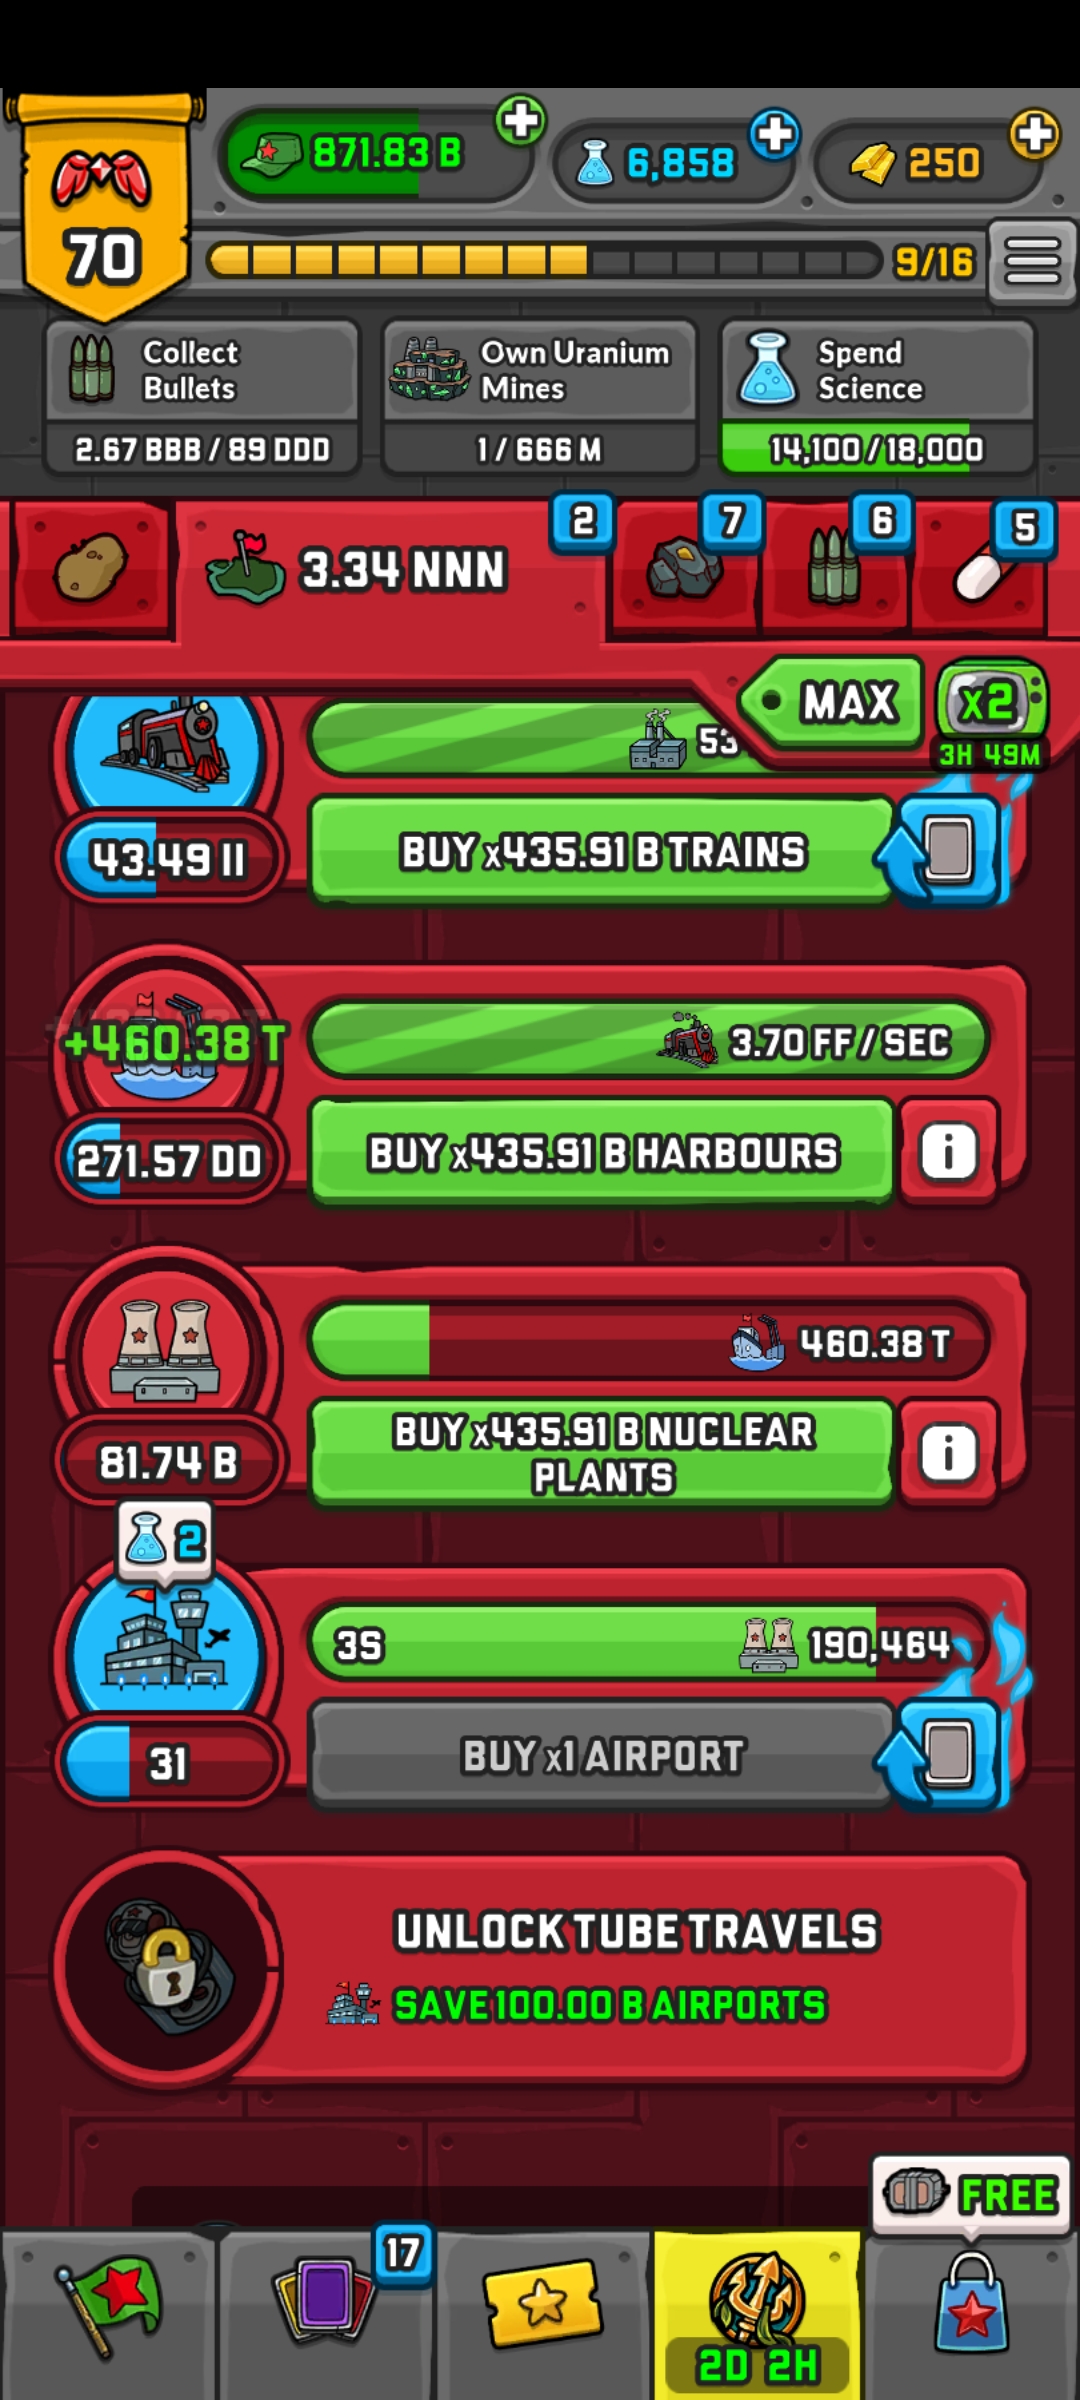 871.83 B
6,858
250
70
9/16
Collect
Bullets
2.67 BBB / 89 DDD
Own Uranium
Mines
1 / 666 M
Spend
Science
14,100 / 18,000
3.34 NNN
2
7
6
5
MAX
x2
3H 49M
53
43.49 II
BUY x435.91 B TRAINS
+460.38 T
3.70 FF / SEC
271.57 DD
BUY x435.91 B HARBOURS
i
460.38 T
81.74 B
BUY x435.91 B NUCLEAR
PLANTS
i
2
3S
190,464
31
BUY x1 AIRPORT
UNLOCK TUBE TRAVELS
SAVE 100.00 B AIRPORTS
FREE
17
2D 2H